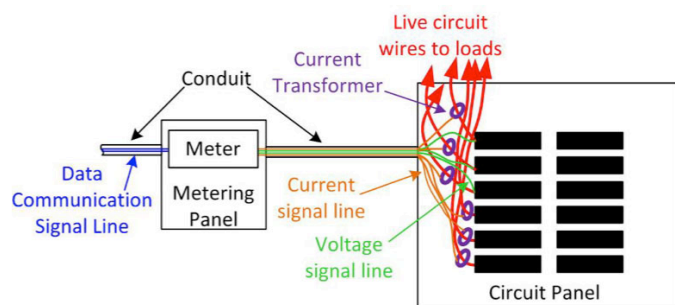 Live circuit
wires to loads
Current
Transformer
Conduit
Meter
Metering
Panel
Data
Communication
Signal Line
Current
signal line
Voltage
signal line
Circuit Panel